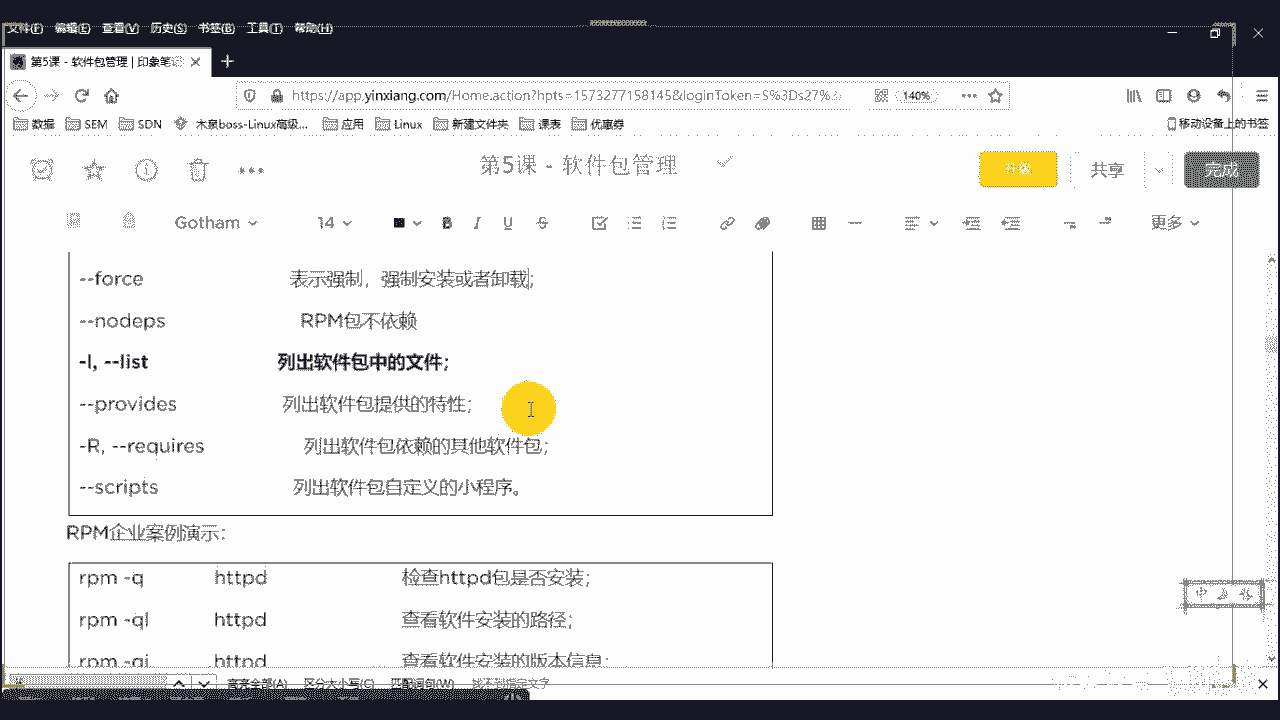 文件(F) 编辑(E) 查看(V) 历史(S) 书签(B) 工具(T) 帮助(H)
第5课 - 软件包管理 | 印象笔记
https://app.yinxiang.com/Home.action?hpts=1573277158145&loginToken=S%3Ds27%3
140%
数据 SEM SDN 木泉boss-Linux高级... 应用 Linux 新建文件夹 课表 优惠券 移动设备上的书签
第5课 - 软件包管理
升级 共享 完成
Gotham 14 B I U S 更多
--force 表示强制，强制安装或者卸载;
--nodeps RPM包不依赖
-l, --list 列出软件包中的文件;
--provides 列出软件包提供的特性;
-R, --requires 列出软件包依赖的其他软件包;
--scripts 列出软件包自定义的小程序。
RPM企业案例演示:
rpm -q httpd 检查httpd包是否安装;
rpm -ql httpd 查看软件安装的路径;
rpm -qi httpd 查看软件安装的版本信息;
高亮全部(A) 区分大小写(C) 匹配词句(W) 找不到指定文字